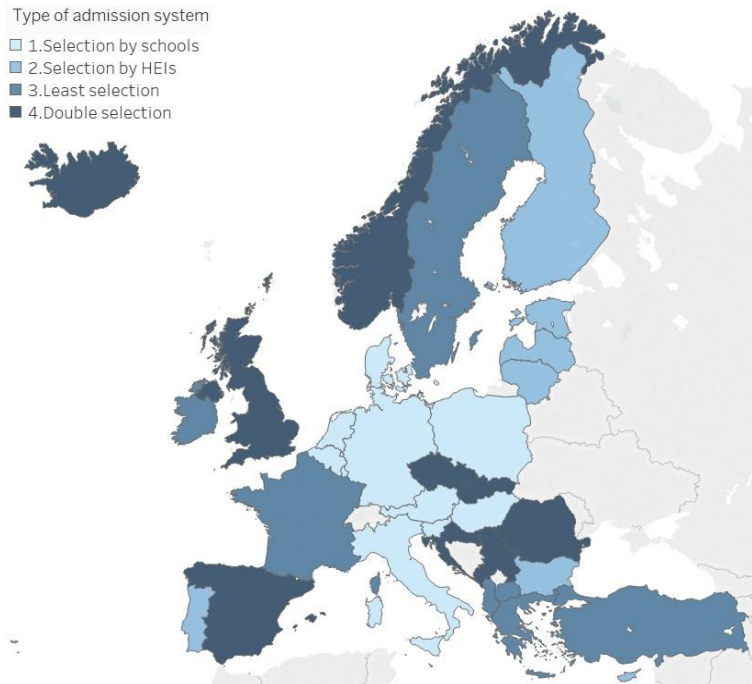 Type of admission system
1.Selection by schools
2.Selection by HEIs
3.Least selection
4.Double selection